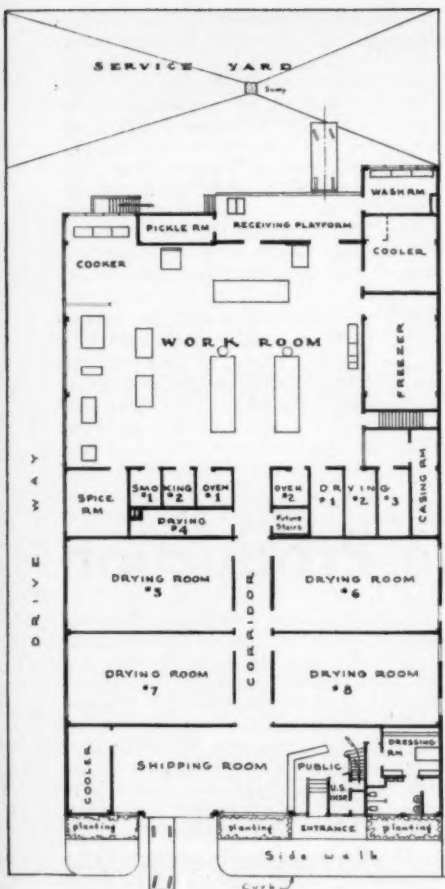 SERVICE YARD
Sump
WASH RM
PICKLE RM
RECEIVING PLATFORM
COOKER
COOLER
WORK ROOM
FREEZER
DRIVE WAY
SPICE RM
SMOKING
#1 #2
OVEN #1
OVEN #2
DRYING
#1 #2 #3
CASING RM
DRYING #4
Future Stairs
DRYING ROOM #5
DRYING ROOM #6
CORRIDOR
DRYING ROOM #7
DRYING ROOM #8
COOLER
SHIPPING ROOM
PUBLIC
DRESSING RM
U.S. INSP.
planting
planting
ENTRANCE
planting
Side walk
Curb